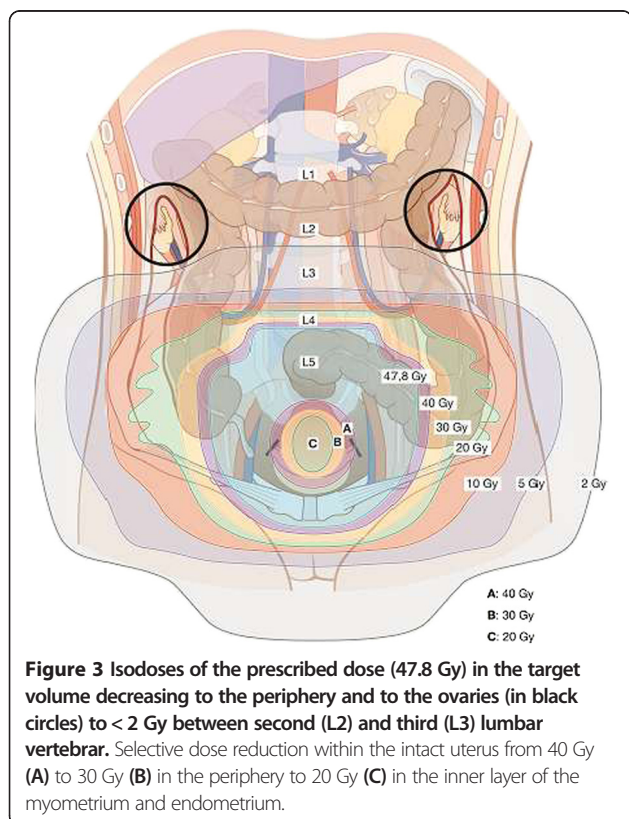 L1
L2
L3
L4
L5
47,8 Gy
40 Gy
A
30 Gy
C
B
20 Gy
10 Gy
5 Gy
2 Gy
A: 40 Gy
B: 30 Gy
C: 20 Gy
Figure 3 Isodoses of the prescribed dose (47.8 Gy) in the target
volume decreasing to the periphery and to the ovaries (in black
circles) to < 2 Gy between second (L2) and third (L3) lumbar
vertebrar. Selective dose reduction within the intact uterus from 40 Gy
(A) to 30 Gy (B) in the periphery to 20 Gy (C) in the inner layer of the
myometrium and endometrium.